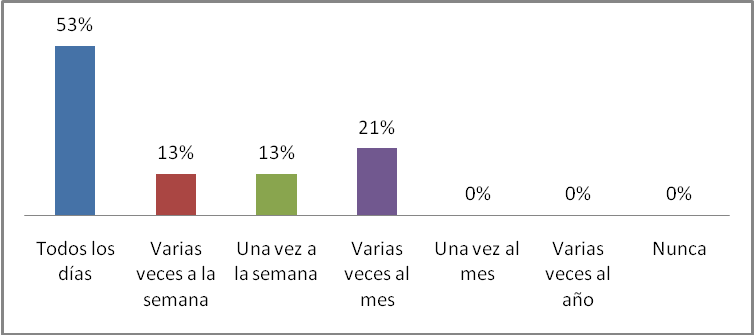 53%
13%
13%
21%
0%
0%
0%
Todos los
días
Varias
veces a la
semana
Una vez a
la semana
Varias
veces al
mes
Una vez al
mes
Varias
veces al
año
Nunca